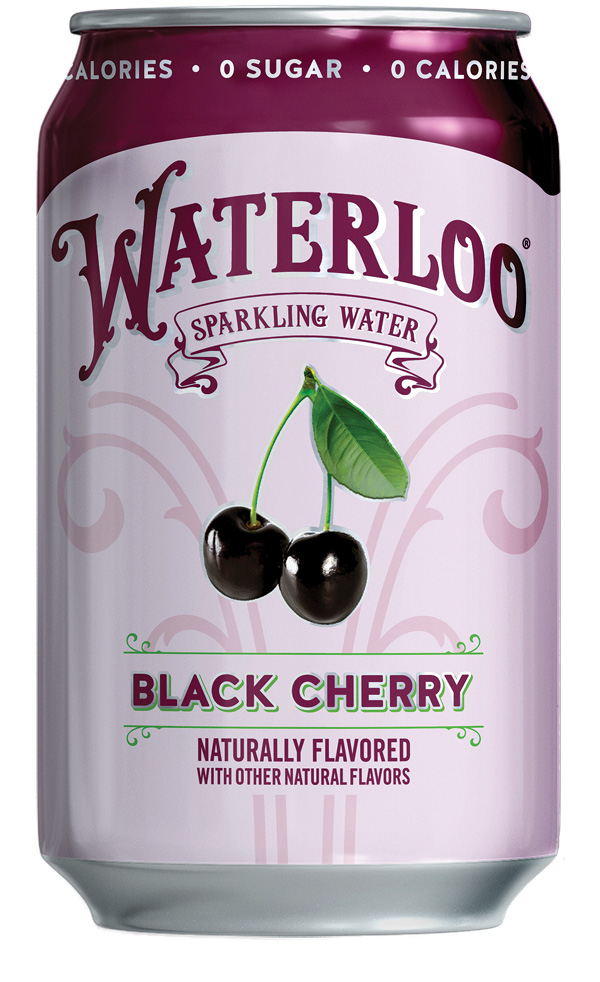 CALORIES • 0 SUGAR • 0 CALORIES
WATERLOO®
SPARKLING WATER
BLACK CHERRY
NATURALLY FLAVORED
WITH OTHER NATURAL FLAVORS